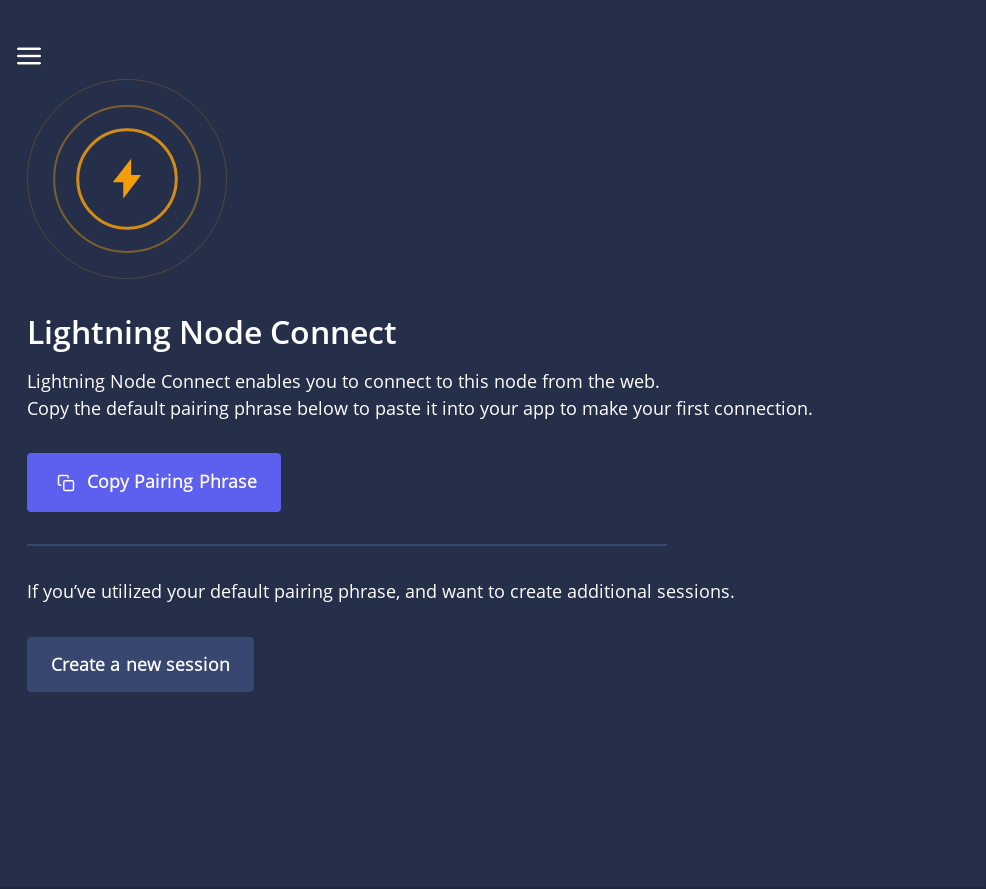 Lightning Node Connect
Lightning Node Connect enables you to connect to this node from the web.
Copy the default pairing phrase below to paste it into your app to make your first connection.
Copy Pairing Phrase
If you’ve utilized your default pairing phrase, and want to create additional sessions.
Create a new session